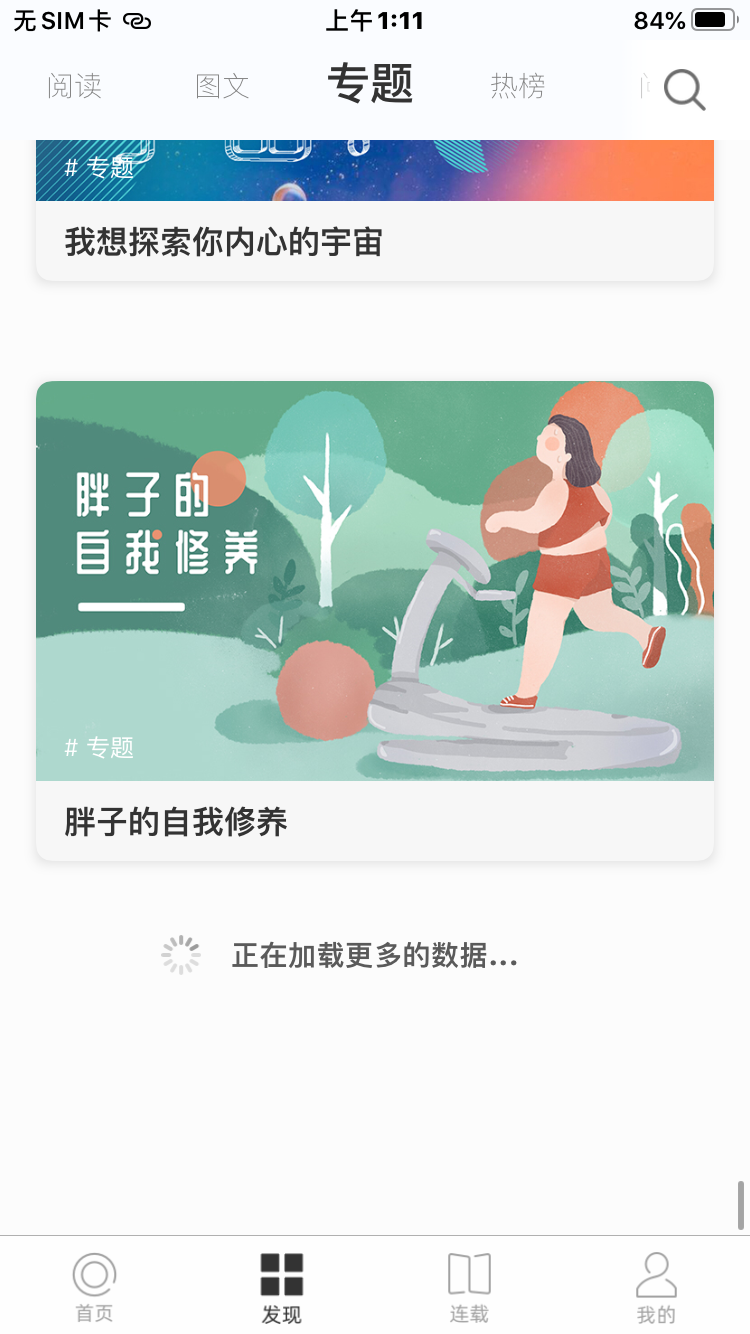 无SIM卡
上午1:11
84%
阅读
图文
专题
热榜
# 专题
我想探索你内心的宇宙
胖子的
自我修养
# 专题
胖子的自我修养
正在加载更多的数据...
首页
发现
连载
我的